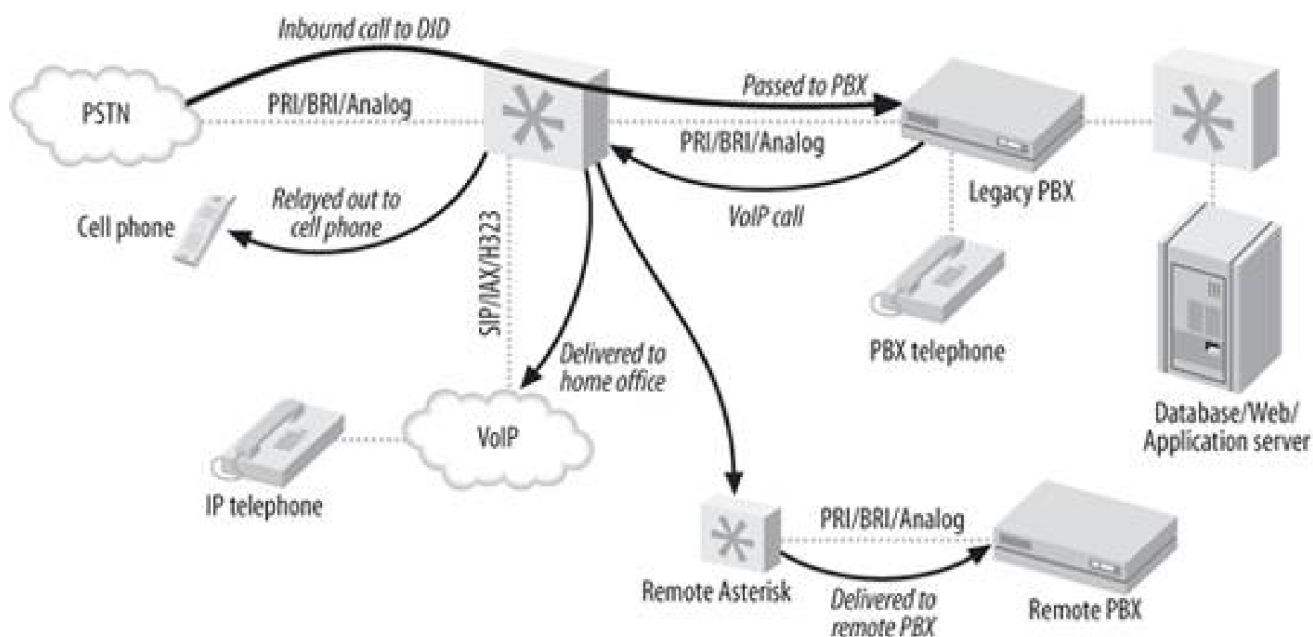 Inbound call to DID
PSTN
PRI/BRI/Analog
Passed to PBX
PRI/BRI/Analog
Legacy PBX
VoIP call
Cell phone
Relayed out to
cell phone
SIP/IAX/H323
PBX telephone
Delivered to
home office
Database/Web/
Application server
VoIP
IP telephone
PRI/BRI/Analog
Remote Asterisk
Delivered to
remote PBX
Remote PBX